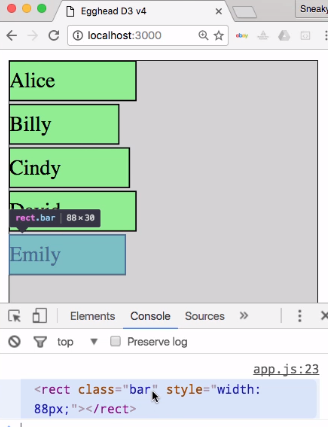 Egghead D3 v4
Sneaky
localhost:3000
ebay
Alice
Billy
Cindy
David
rect.bar | 88×30
Emily
Elements Console Sources
top Preserve log
app.js:23
<rect class="bar" style="width:
88px;"></rect>